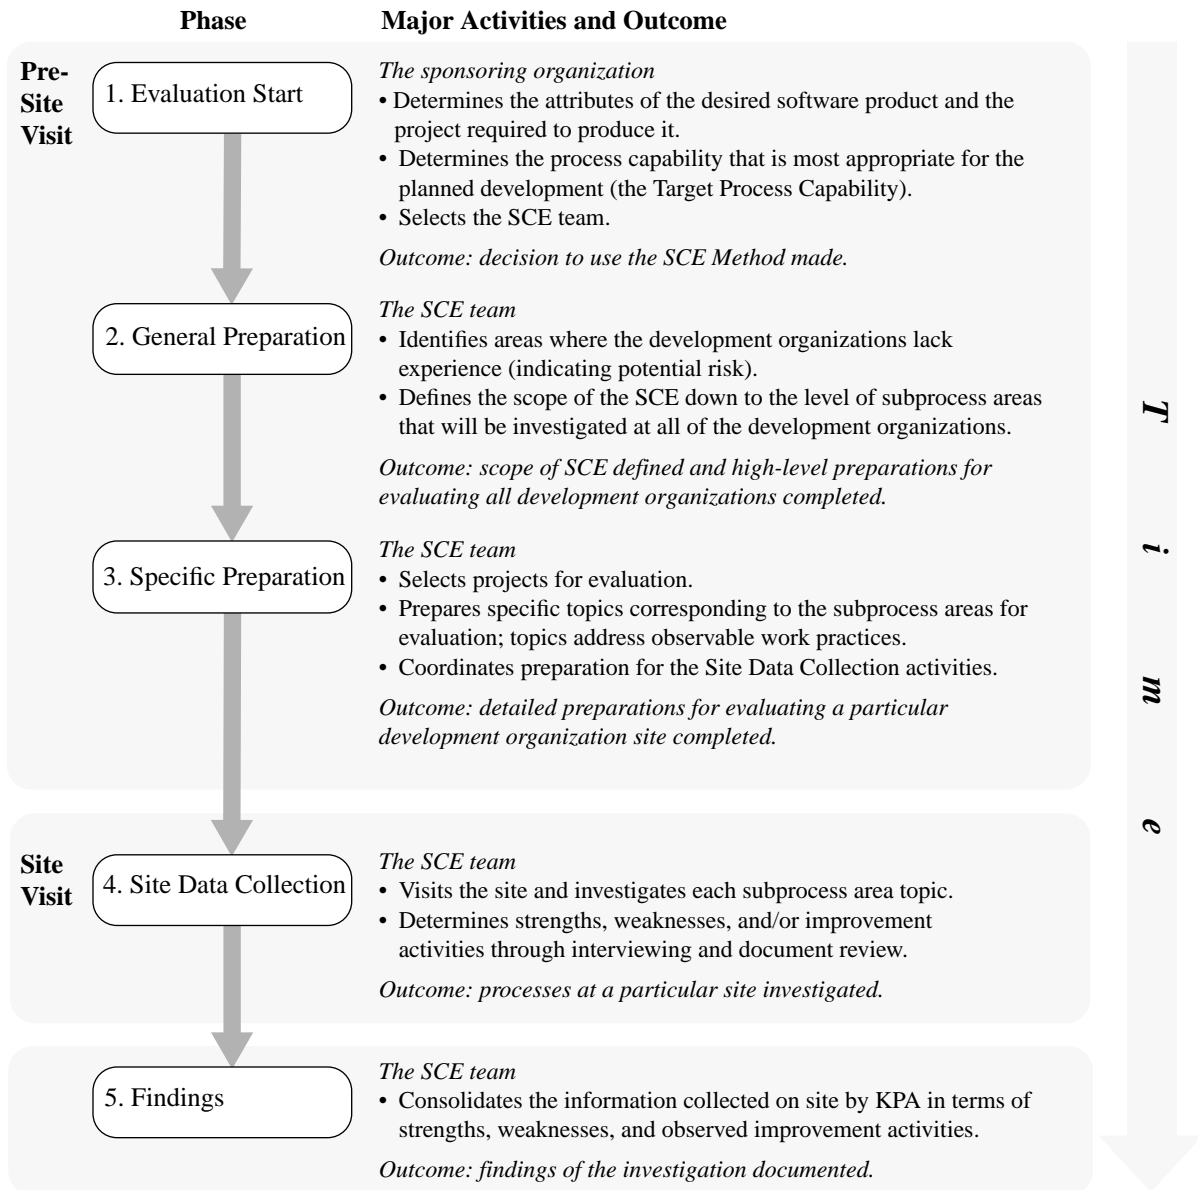 Phase Major Activities and Outcome
Pre-
Site
Visit
1. Evaluation Start
The sponsoring organization
• Determines the attributes of the desired software product and the
project required to produce it.
• Determines the process capability that is most appropriate for the
planned development (the Target Process Capability).
• Selects the SCE team.
Outcome: decision to use the SCE Method made.
2. General Preparation
The SCE team
• Identifies areas where the development organizations lack
experience (indicating potential risk).
• Defines the scope of the SCE down to the level of subprocess areas
that will be investigated at all of the development organizations.
Outcome: scope of SCE defined and high-level preparations for
evaluating all development organizations completed.
3. Specific Preparation
The SCE team
• Selects projects for evaluation.
• Prepares specific topics corresponding to the subprocess areas for
evaluation; topics address observable work practices.
• Coordinates preparation for the Site Data Collection activities.
Outcome: detailed preparations for evaluating a particular
development organization site completed.
Site
Visit
4. Site Data Collection
The SCE team
• Visits the site and investigates each subprocess area topic.
• Determines strengths, weaknesses, and/or improvement
activities through interviewing and document review.
Outcome: processes at a particular site investigated.
5. Findings
The SCE team
• Consolidates the information collected on site by KPA in terms of
strengths, weaknesses, and observed improvement activities.
Outcome: findings of the investigation documented.
Time